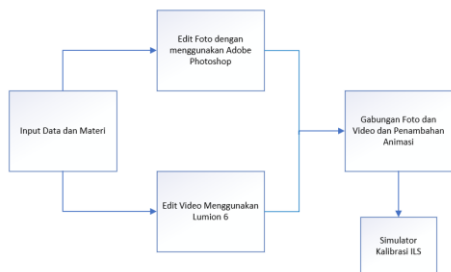 Edit Foto dengan
menggunakan Adobe
Photoshop
Input Data dan Materi
Gabungan Foto dan
Video dan Penambahan
Animasi
Edit Video Menggunakan
Lumion 6
Simulator
Kalibrasi ILS